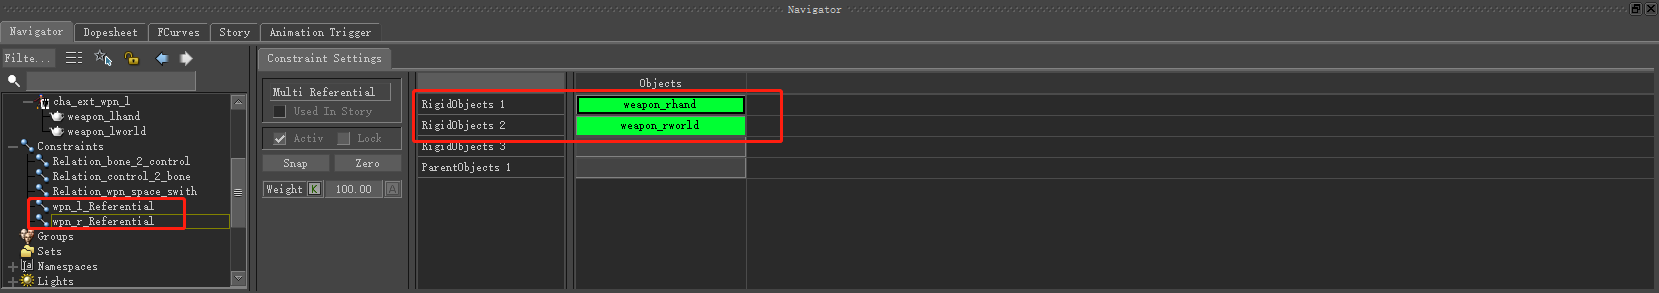 Navigator
Navigator Dopesheet FCurves Story Animation Trigger
Filte...
Constraint Settings
cha_ext_wpn_l
weapon_lhand
weapon_lworld
Constraints
Relation_bone_2_control
Relation_control_2_bone
Relation_wpn_space_swith
wpn_l_Referential
wpn_r_Referential
Groups
Sets
Namespaces
Lights
Multi Referential
Used In Story
Activ Lock
Snap Zero
Weight K 100.00 A
Objects
RigidObjects 1 weapon_rhand
RigidObjects 2 weapon_rworld
RigidObjects 3
ParentObjects 1